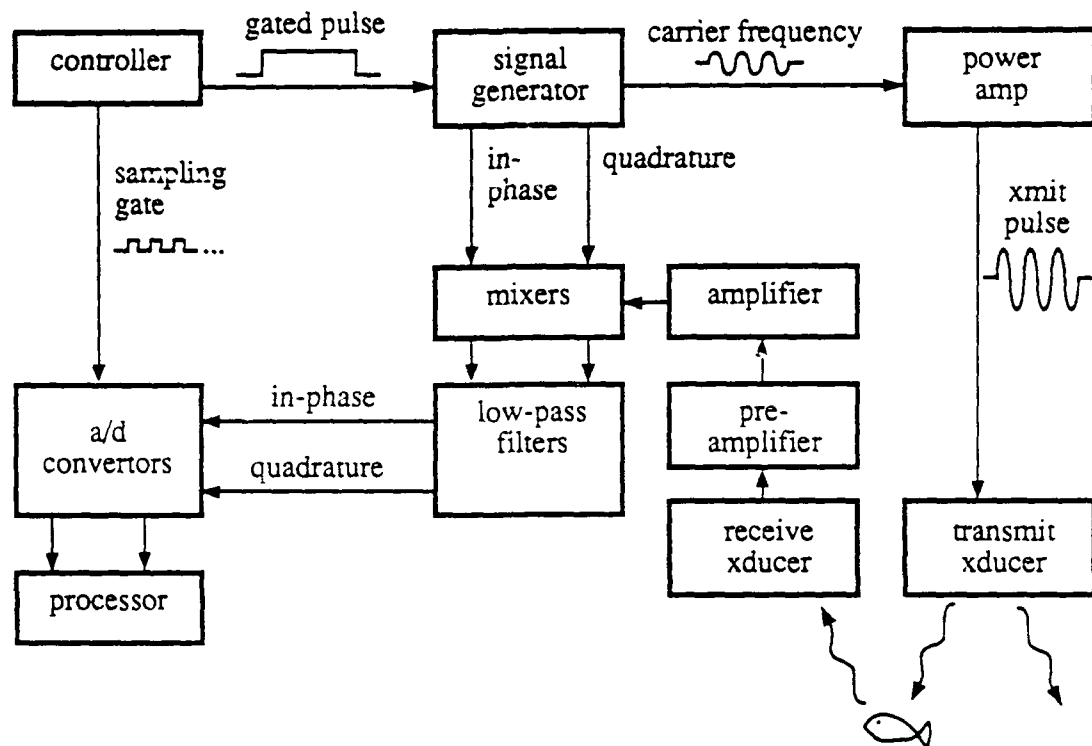 gated pulse
controller
signal
generator
carrier frequency
power
amp
sampling
gate
...
in-
phase
quadrature
xmit
pulse
mixers
amplifier
in-phase
quadrature
a/d
convertors
low-pass
filters
pre-
amplifier
receive
xducer
transmit
xducer
processor